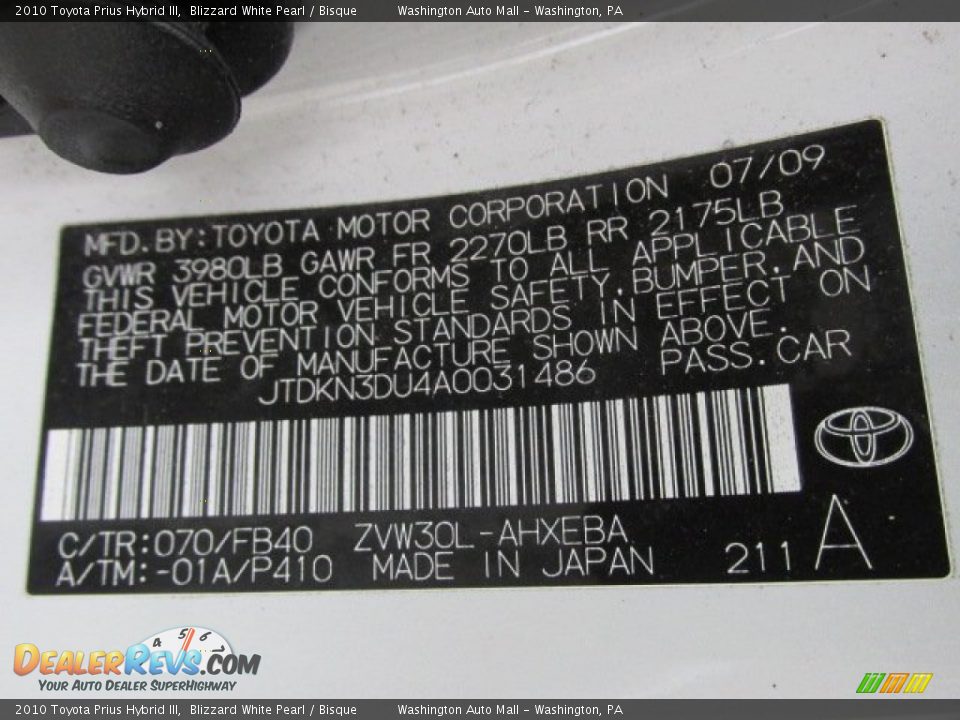 2010 Toyota Prius Hybrid III, Blizzard White Pearl / Bisque Washington Auto Mall - Washington, PA
MFD.BY:TOYOTA MOTOR CORPORATION 07/09
GVWR 3980LB GAWR FR 2270LB RR 2175LB
THIS VEHICLE CONFORMS TO ALL APPLICABLE
FEDERAL MOTOR VEHICLE SAFETY,BUMPER,AND
THEFT PREVENTION STANDARDS IN EFFECT ON
THE DATE OF MANUFACTURE SHOWN ABOVE.
JTDKN3DU4A0031486 PASS.CAR
C/TR:070/FB40 ZVW30L-AHXEBA
A/TM:-01A/P410 MADE IN JAPAN 211 A
4 5 6
DealerRevs.com
Your Auto Dealer SuperHighway
2010 Toyota Prius Hybrid III, Blizzard White Pearl / Bisque Washington Auto Mall - Washington, PA